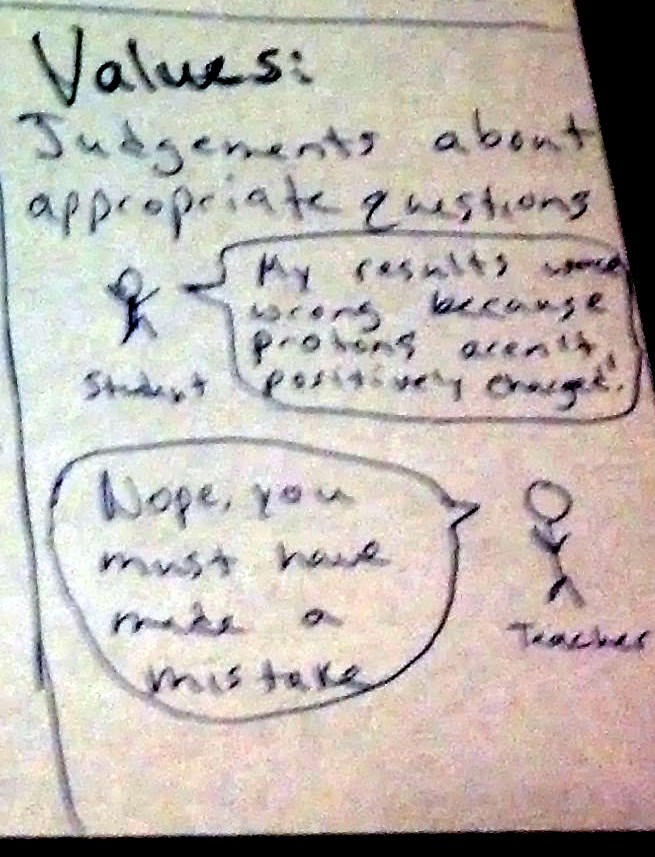 Values:
Judgements about
appropriate questions
My results were
wrong because
protons aren't
positively charged!
Student
Nope, you
must have
made a
mistake
Teacher